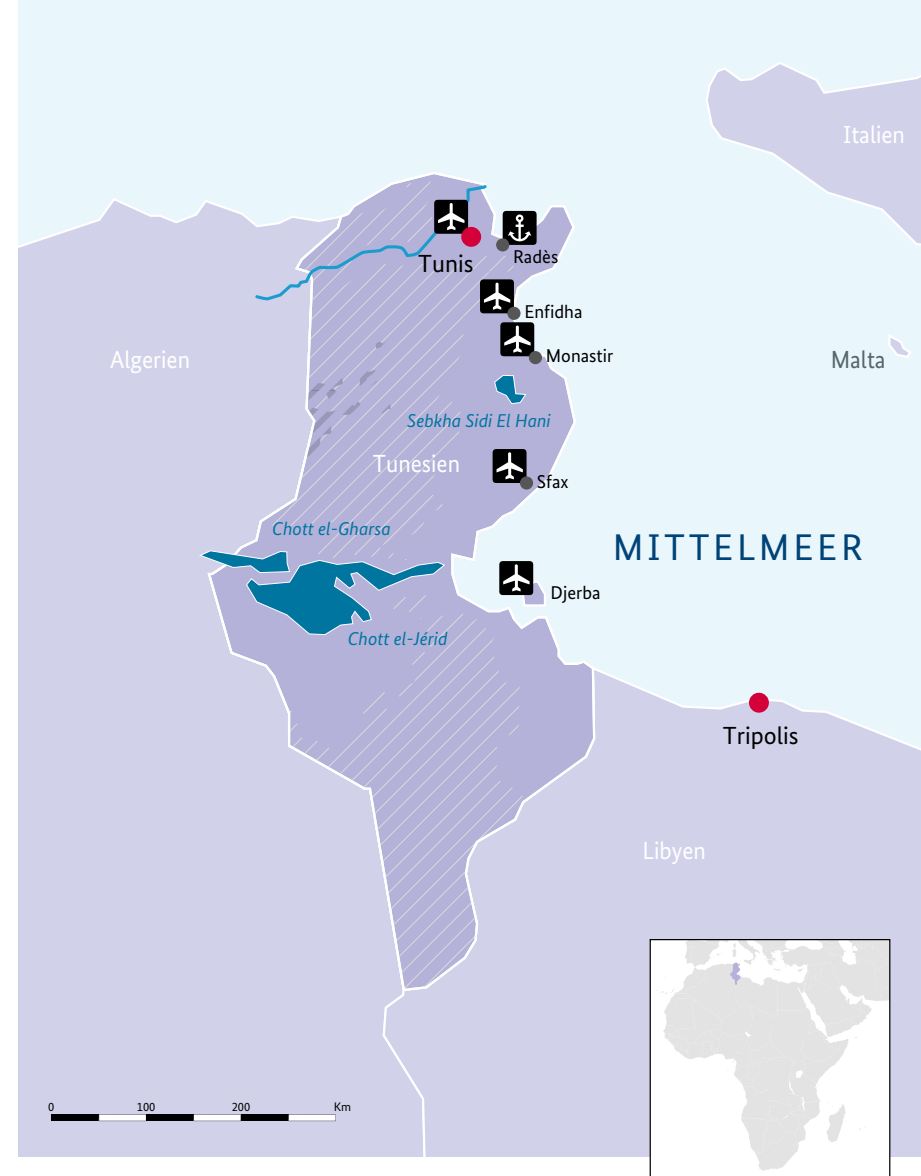 Italien
Tunis
Radès
Enfidha
Monastir
Algerien
Malta
Sebkha Sidi El Hani
Tunesien
Sfax
Chott el-Gharsa
MITTELMEER
Djerba
Chott el-Jérid
Tripolis
Libyen
0 100 200 Km